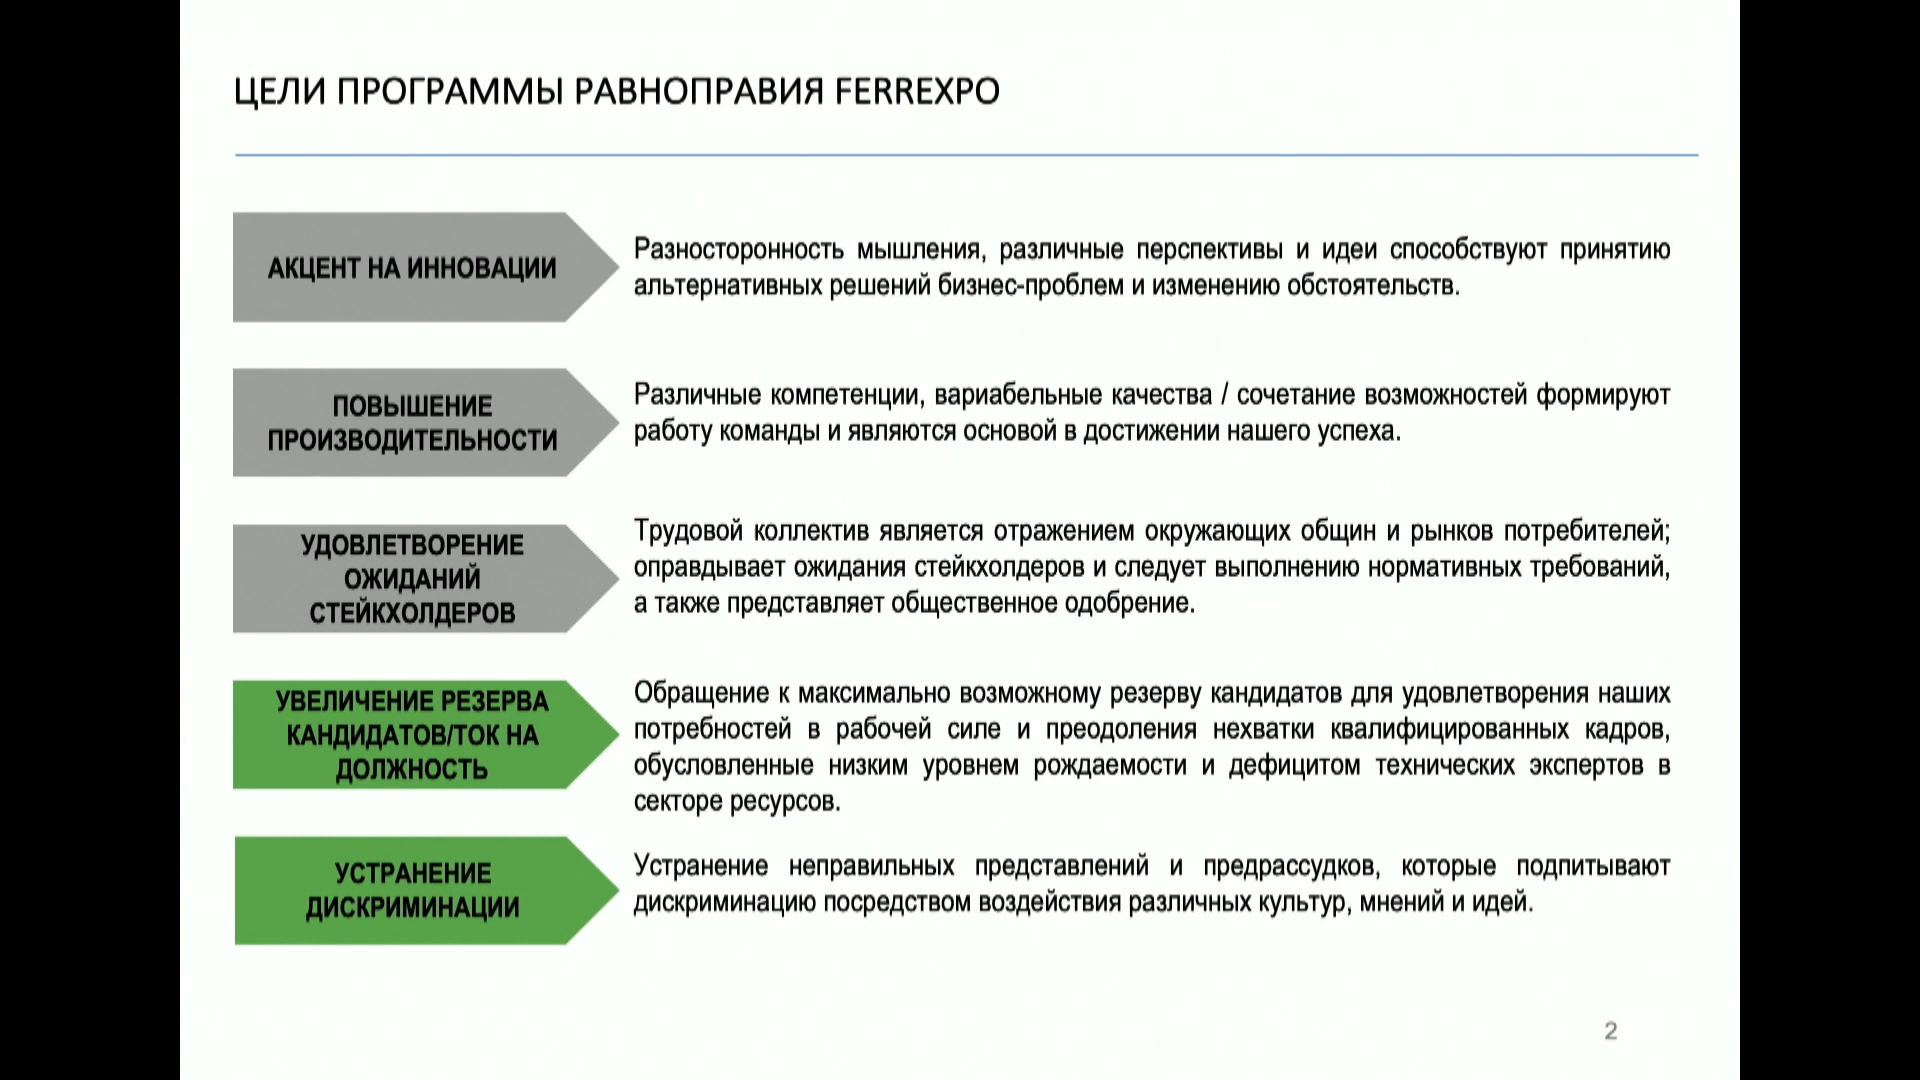 ЦЕЛИ ПРОГРАММЫ РАВНОПРАВИЯ FERREXPO
АКЦЕНТ НА ИННОВАЦИИ
Разносторонность мышления, различные перспективы и идеи способствуют принятию
альтернативных решений бизнес-проблем и изменению обстоятельств.
ПОВЫШЕНИЕ
ПРОИЗВОДИТЕЛЬНОСТИ
Различные компетенции, вариабельные качества / сочетание возможностей формируют
работу команды и являются основой в достижении нашего успеха.
УДОВЛЕТВОРЕНИЕ
ОЖИДАНИЙ
СТЕЙКХОЛДЕРОВ
Трудовой коллектив является отражением окружающих общин и рынков потребителей;
оправдывает ожидания стейкхолдеров и следует выполнению нормативных требований,
а также представляет общественное одобрение.
УВЕЛИЧЕНИЕ РЕЗЕРВА
КАНДИДАТОВ/ТОК НА
ДОЛЖНОСТЬ
Обращение к максимально возможному резерву кандидатов для удовлетворения наших
потребностей в рабочей силе и преодоления нехватки квалифицированных кадров,
обусловленные низким уровнем рождаемости и дефицитом технических экспертов в
секторе ресурсов.
УСТРАНЕНИЕ
ДИСКРИМИНАЦИИ
Устранение неправильных представлений и предрассудков, которые подпитывают
дискриминацию посредством воздействия различных культур, мнений и идей.
2